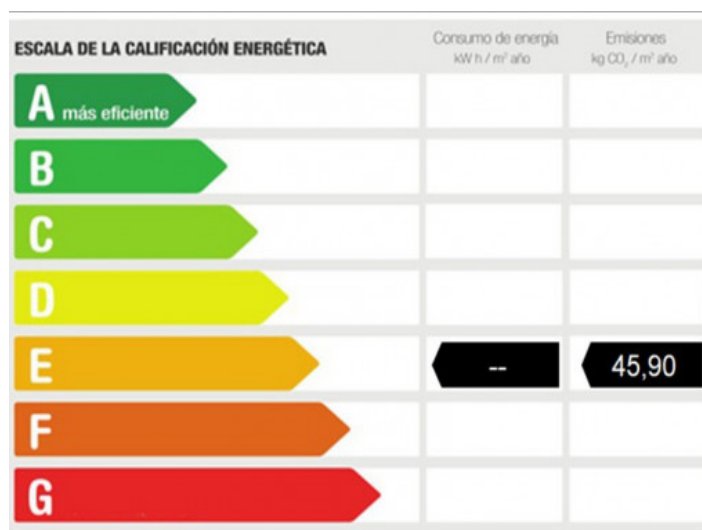 ESCALA DE LA CALIFICACIÓN ENERGÉTICA
Consumo de energía
kW h / m² año
Emisiones
kg CO₂ / m² año
A más eficiente
B
C
D
E
--
45,90
F
G